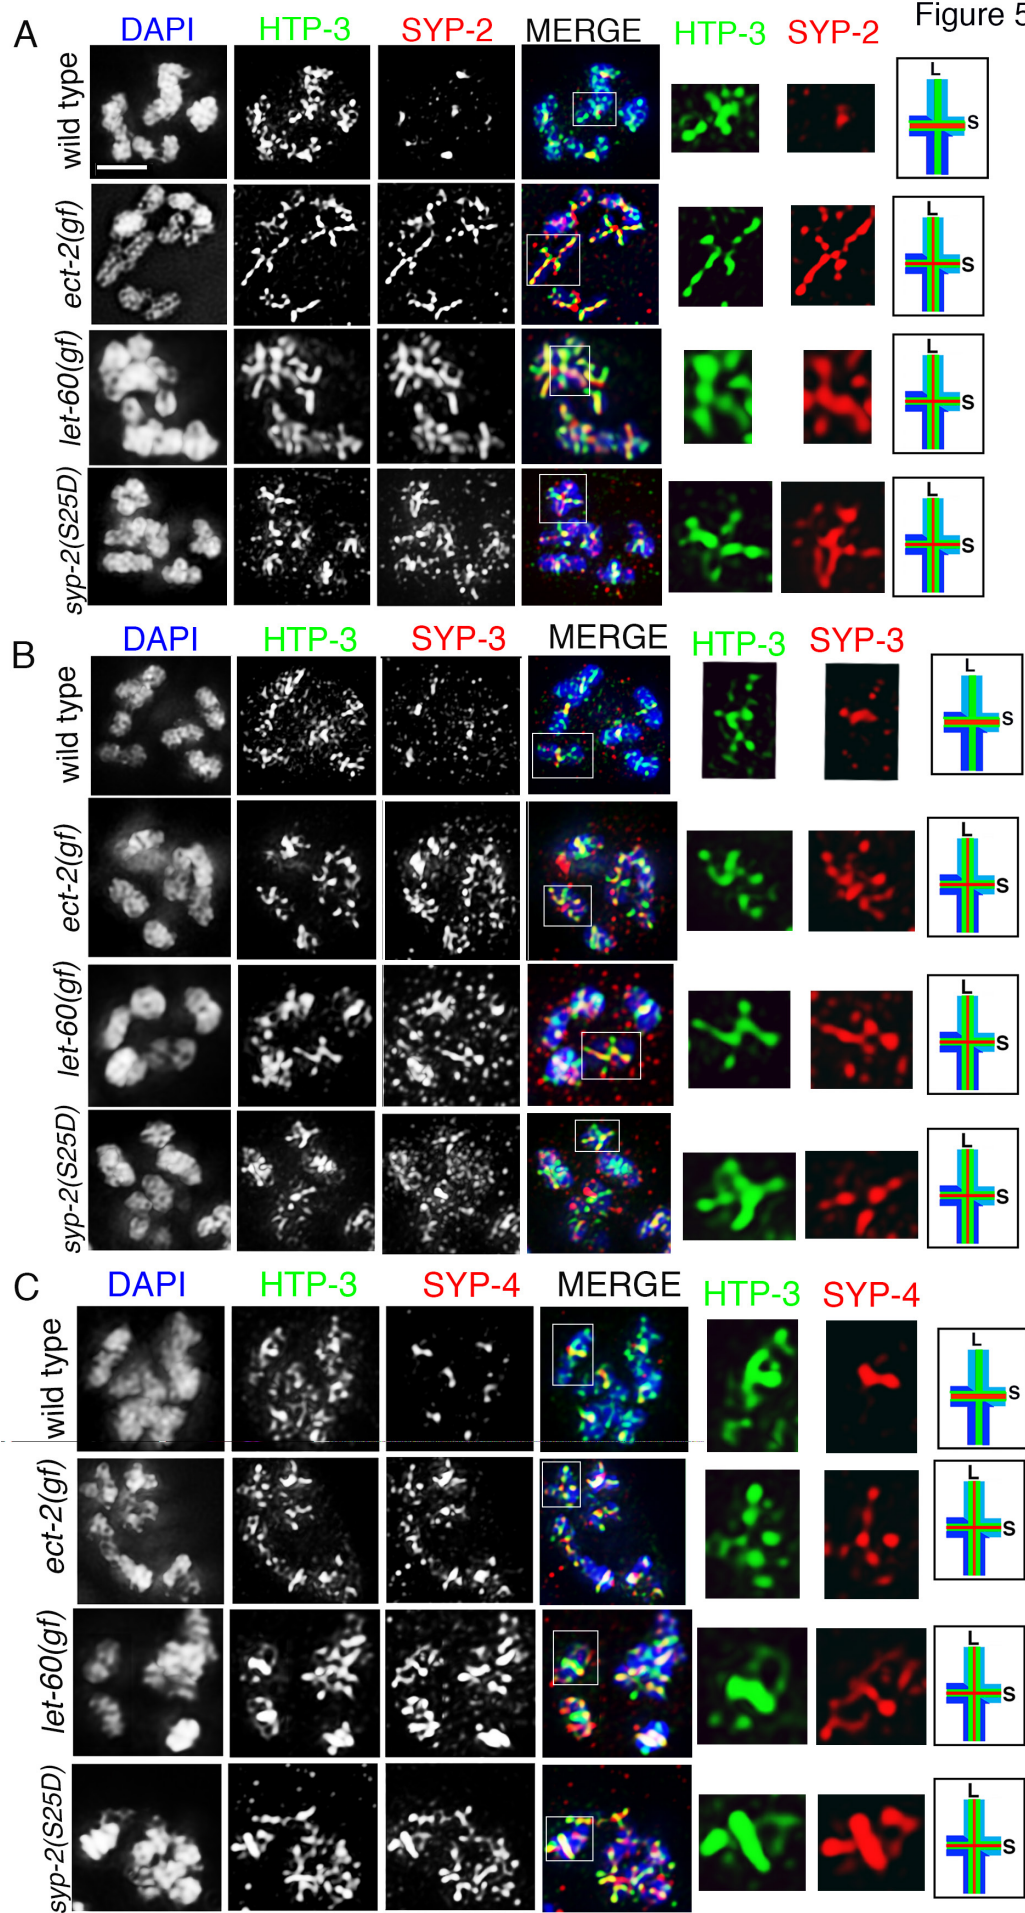 Figure 5
A
DAPI HTP-3 SYP-2 MERGE HTP-3 SYP-2
wild type
L
S
ect-2(gf)
L
S
let-60(gf)
L
S
syp-2(S25D)
L
S
B
DAPI HTP-3 SYP-3 MERGE HTP-3 SYP-3
wild type
L
S
ect-2(gf)
L
S
let-60(gf)
L
S
syp-2(S25D)
L
S
C
DAPI HTP-3 SYP-4 MERGE HTP-3 SYP-4
wild type
L
S
ect-2(gf)
L
S
let-60(gf)
L
S
syp-2(S25D)
L
S